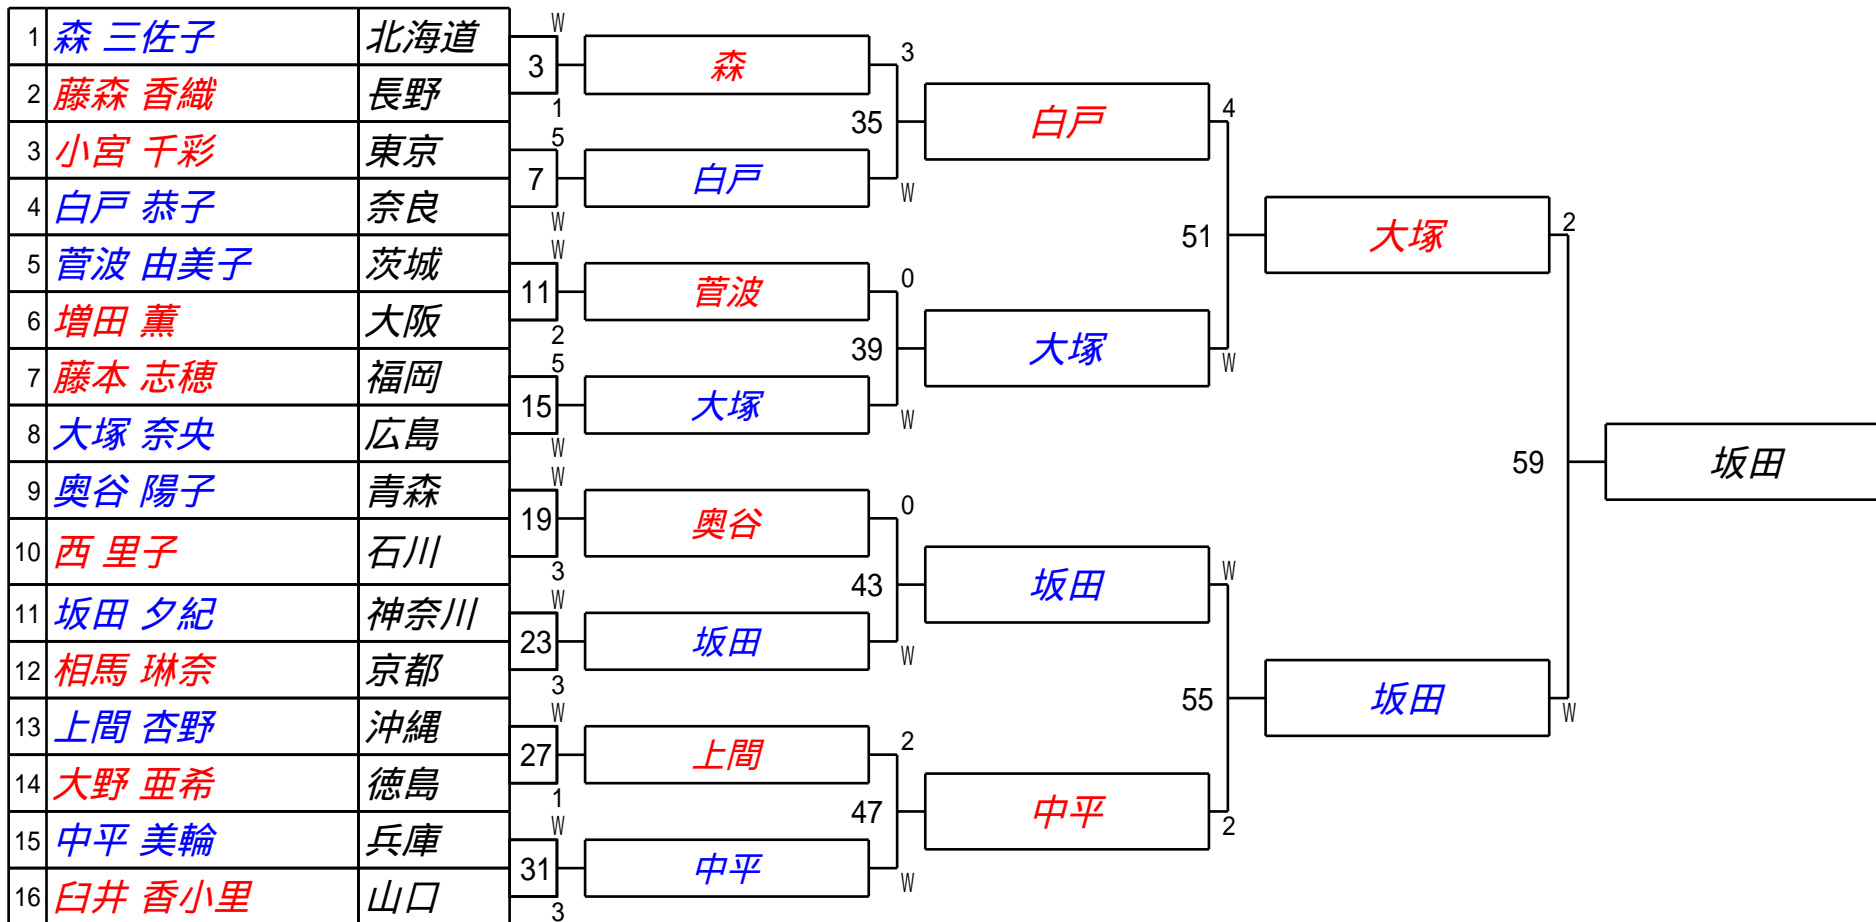 1 森 三佐子 北海道
2 藤森 香織 長野
3 小宮 千彩 東京
4 白戸 恭子 奈良
5 菅波 由美子 茨城
6 増田 薫 大阪
7 藤本 志穂 福岡
8 大塚 奈央 広島
9 奥谷 陽子 青森
10 西 里子 石川
11 坂田 夕紀 神奈川
12 相馬 琳奈 京都
13 上間 杏野 沖縄
14 大野 亜希 徳島
15 中平 美輪 兵庫
16 臼井 香小里 山口
W
3
1
5
7
W
W
11
2
5
15
W
W
19
3
W
23
3
W
27
1
W
31
3
森
3
35
白戸
W
菅波
0
39
大塚
W
奥谷
0
43
坂田
W
上間
2
47
中平
W
白戸
4
51
大塚
W
坂田
W
55
中平
2
大塚
2
59
坂田
W
坂田